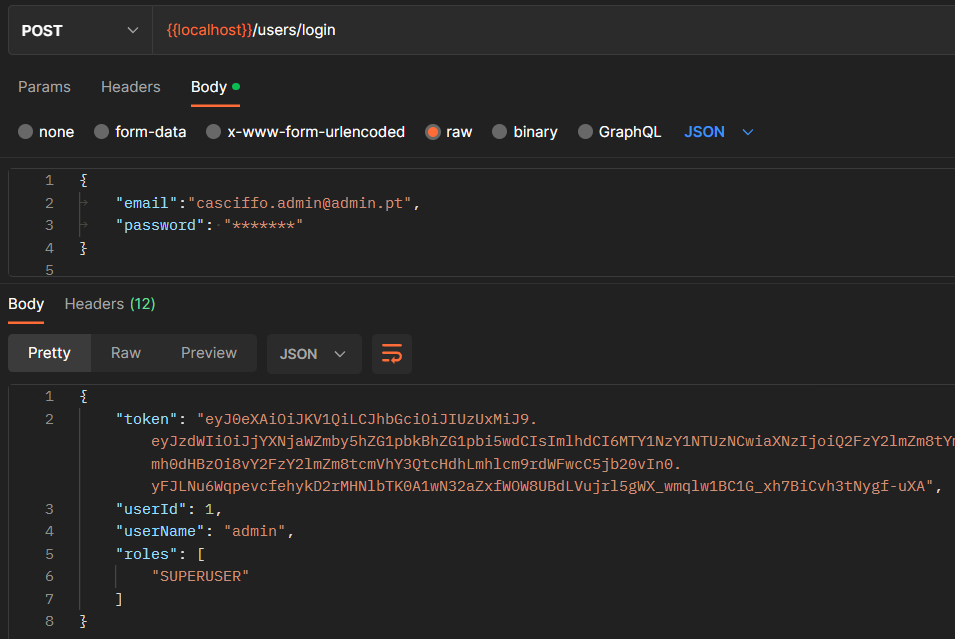 POST {{localhost}}/users/login
Params Headers Body
none form-data x-www-form-urlencoded raw binary GraphQL JSON
1 {
2 "email":"casciffo.admin@admin.pt",
3 "password": "*******"
4 }
5
Body Headers (12)
Pretty Raw Preview JSON
1 {
2 "token": "eyJ0eXAiOiJKV1QiLCJhbGciOiJIUzUxMiJ9.
eyJzdWIiOiJjYXNjaWZmby5hZG1pbkBhZG1pbi5wdCIsImlhdCI6MTY1NzY1NTUzNCwiaXNzIjoiQ2FzY2lmZm8tYm
mh0dHBzOi8vY2FzY2lmZm8tcmVhY3QtcHdhLmhlcm9rdWFwcC5jb20vIn0.
yFJLNu6Wqpevcfehykd2rMHNlbTK0A1wN32aZxfWOW8UBdLVujrl5gWX_wmqlw1BC1G_xh7BiCvh3tNygf-uXA",
3 "userId": 1,
4 "userName": "admin",
5 "roles": [
6 "SUPERUSER"
7 ]
8 }